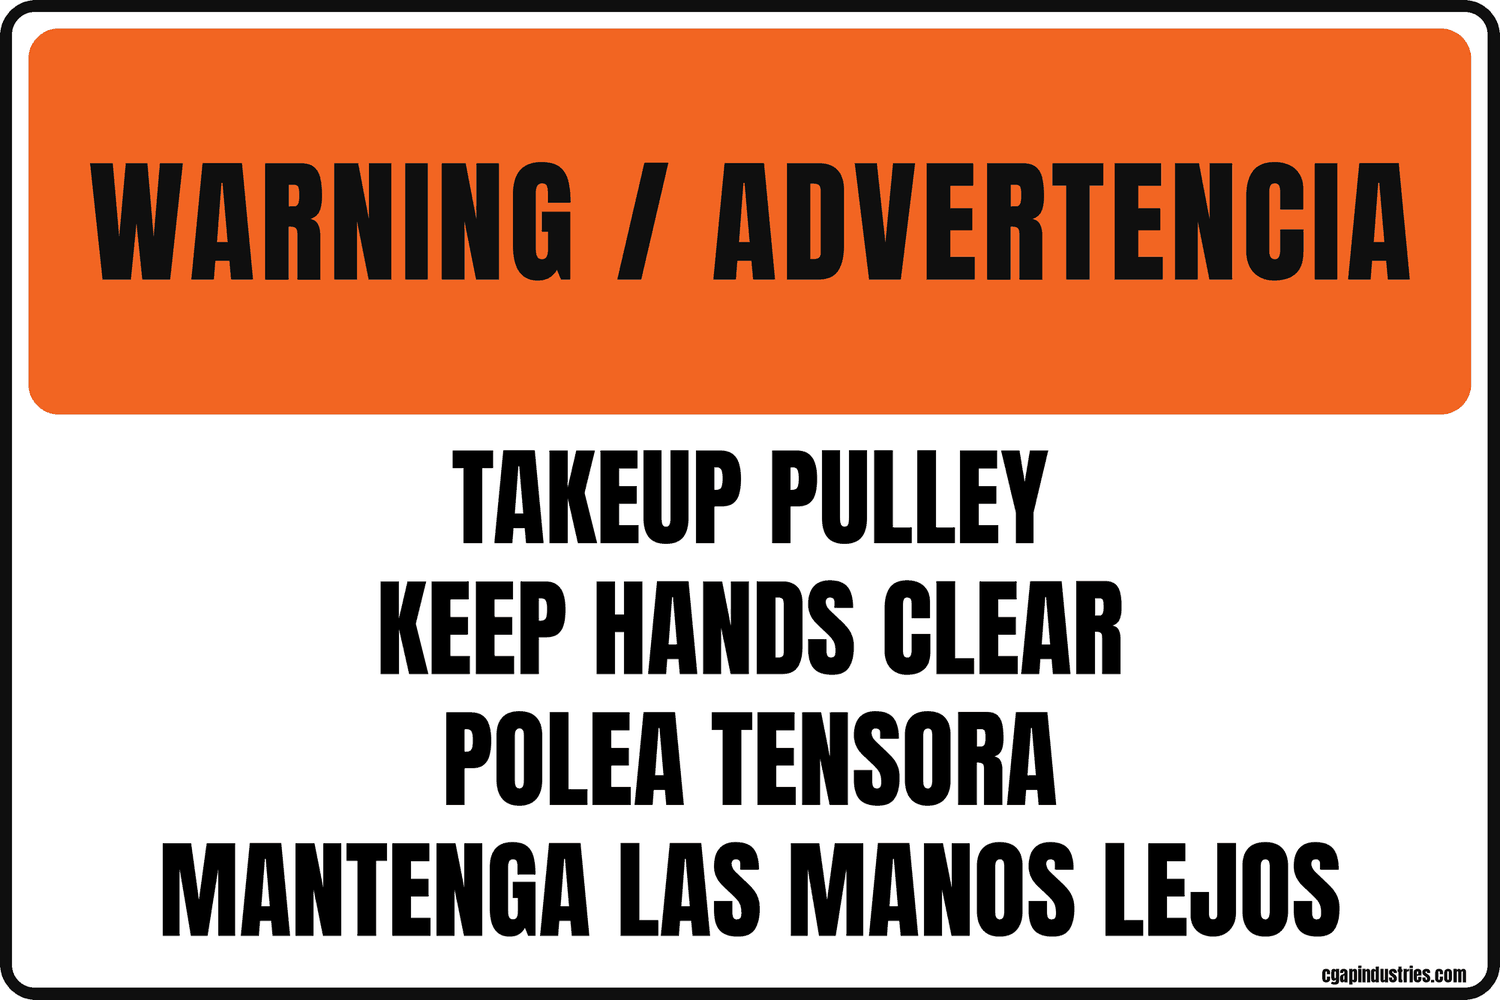 WARNING / ADVERTENCIA
TAKEUP PULLEY
KEEP HANDS CLEAR
POLEA TENSORA
MANTENGA LAS MANOS LEJOS
cgapindustries.com